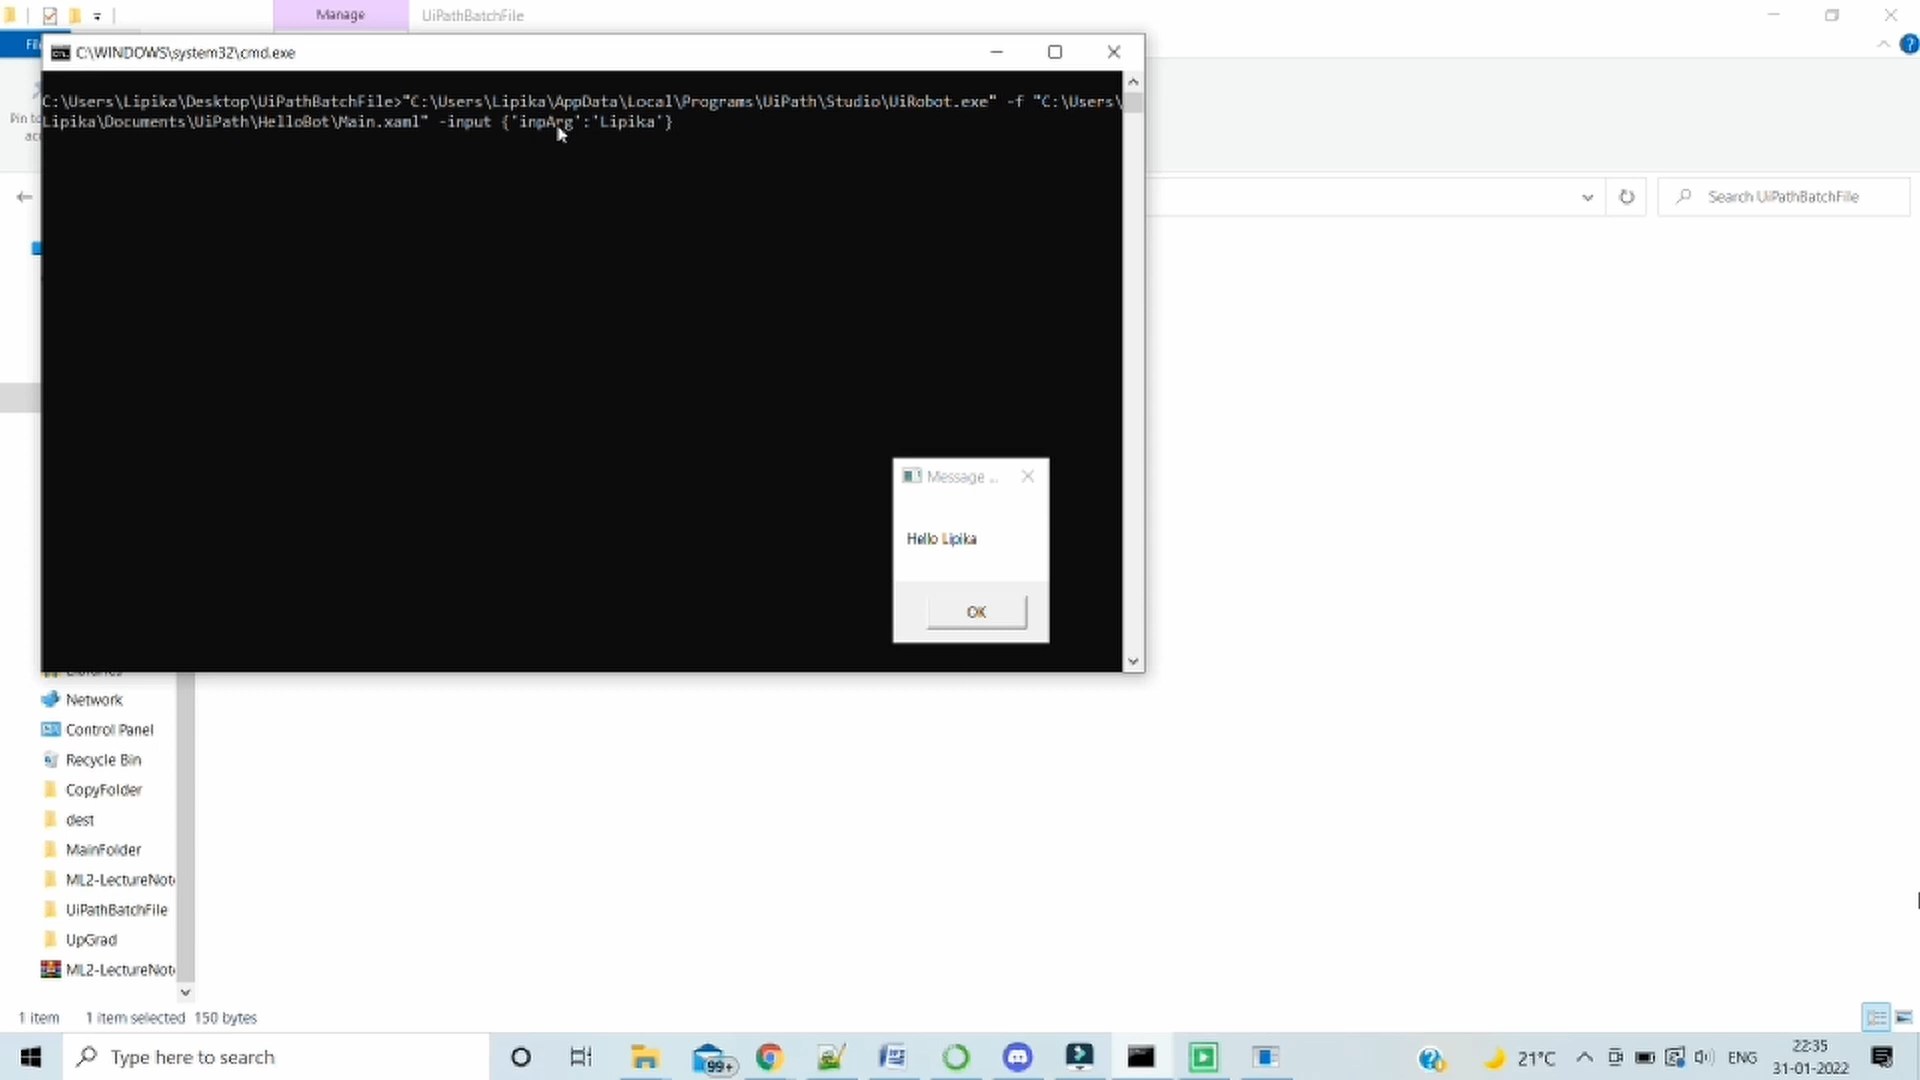 Manage
UiPathBatchFile
C:\WINDOWS\system32\cmd.exe
C:\Users\Lipika\Desktop\UiPathBatchFile>"C:\Users\Lipika\AppData\Local\Programs\UiPath\Studio\UiRobot.exe" -f "C:\Users\
Lipika\Documents\UiPath\HelloBot\Main.xaml" -input {'inpArg':'Lipika'}
Search UiPathBatchFile
Message ...
Hello Lipika
OK
Libraries
Network
Control Panel
Recycle Bin
CopyFolder
dest
MainFolder
ML2-LectureNot
UiPathBatchFile
UpGrad
ML2-LectureNot
1 item 1 item selected 150 bytes
Type here to search
99+
21°C
ENG
22:35
31-01-2022